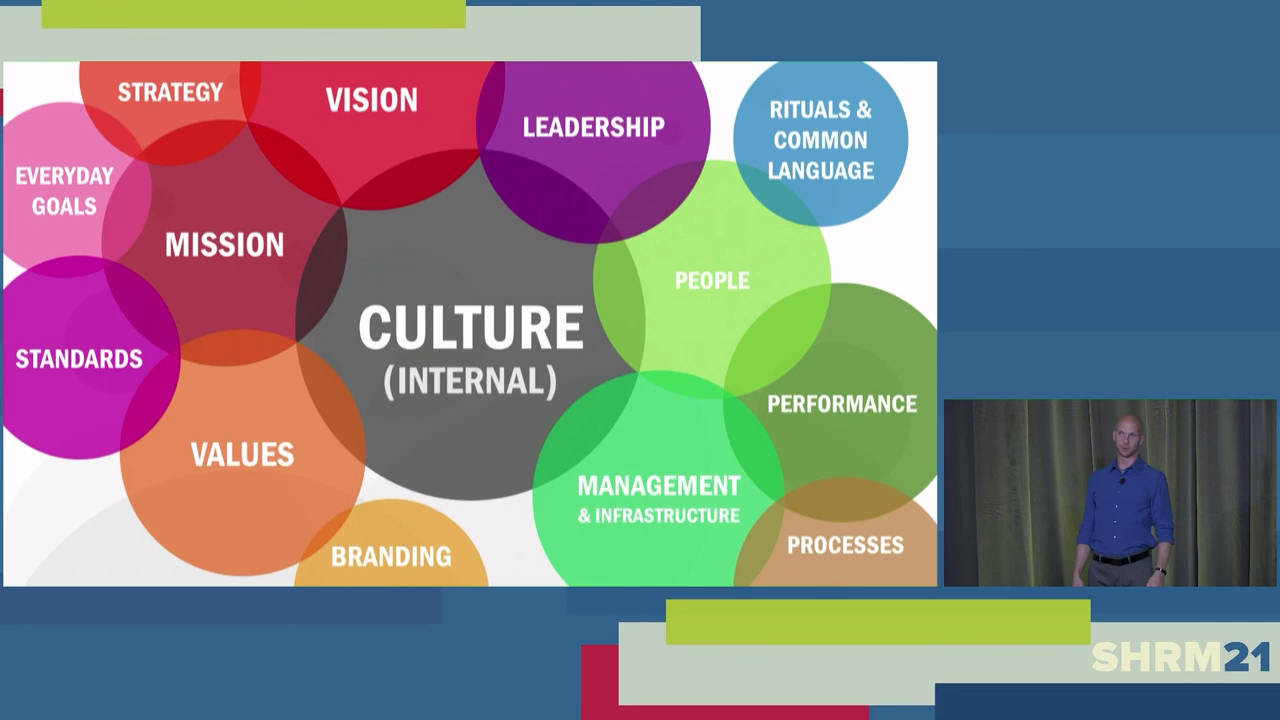 STRATEGY
VISION
LEADERSHIP
RITUALS &
COMMON
LANGUAGE
EVERYDAY
GOALS
MISSION
PEOPLE
CULTURE
(INTERNAL)
STANDARDS
PERFORMANCE
VALUES
MANAGEMENT
& INFRASTRUCTURE
BRANDING
PROCESSES
SHRM21